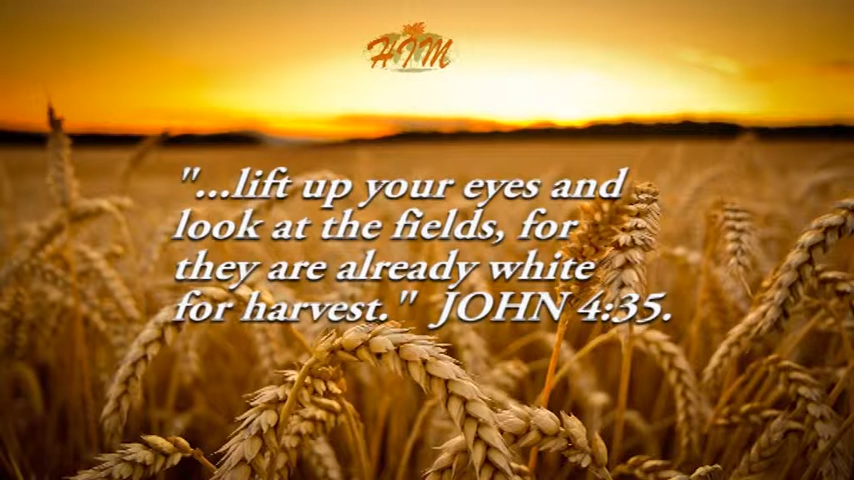 HIM
"...lift up your eyes and
look at the fields, for
they are already white
for harvest." JOHN 4:35.